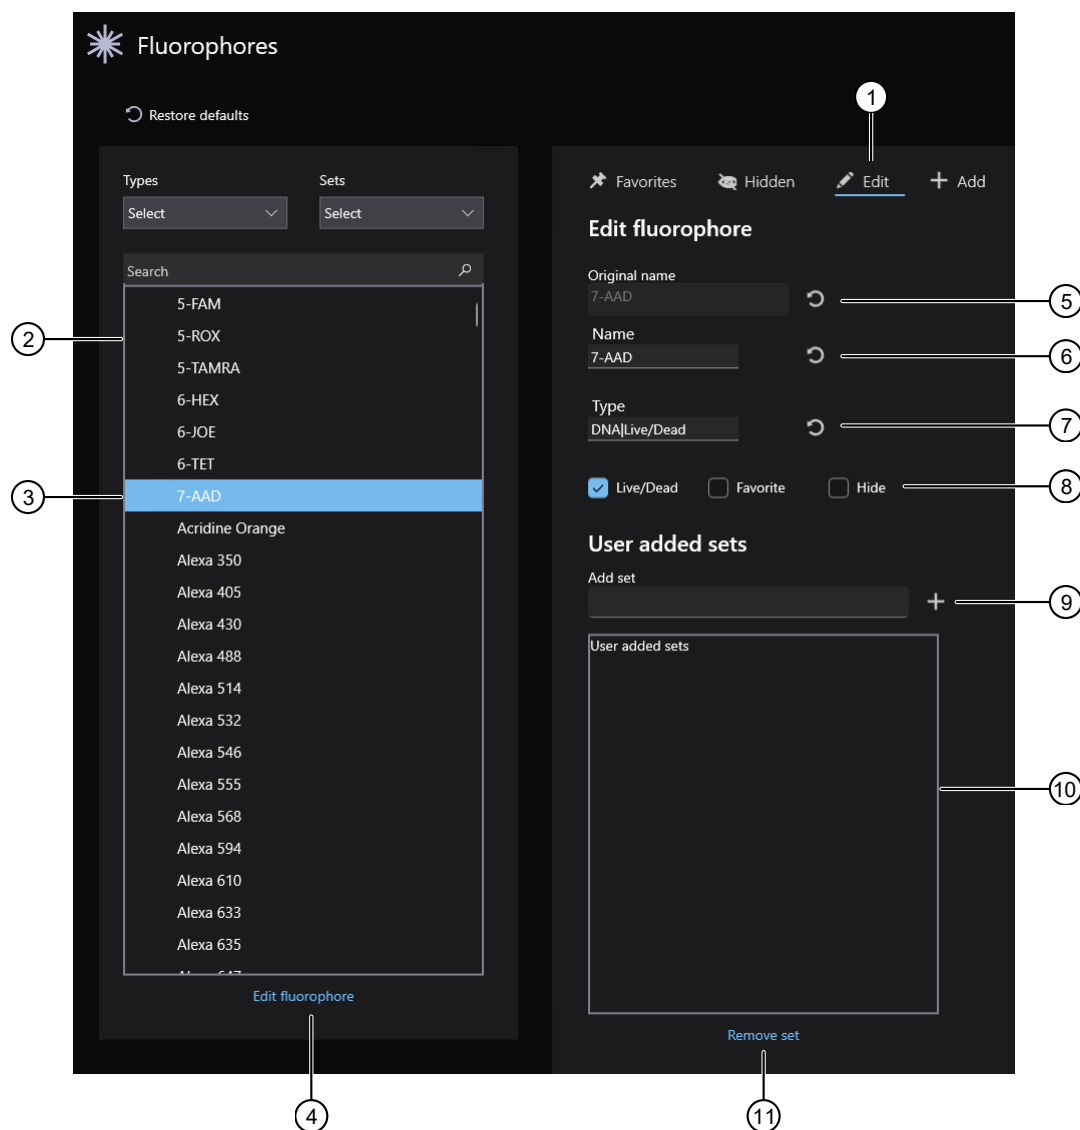 Fluorophores
Restore defaults
1
Types
Sets
Select
Select
Search
5-FAM
5-ROX
5-TAMRA
6-HEX
6-JOE
6-TET
7-AAD
Acridine Orange
Alexa 350
Alexa 405
Alexa 430
Alexa 488
Alexa 514
Alexa 532
Alexa 546
Alexa 555
Alexa 568
Alexa 594
Alexa 610
Alexa 633
Alexa 635
Edit fluorophore
2
3
4
Favorites
Hidden
Edit
Add
Edit fluorophore
Original name
7-AAD
5
Name
7-AAD
6
Type
DNA|Live/Dead
7
Live/Dead
Favorite
Hide
8
User added sets
Add set
9
User added sets
10
Remove set
11